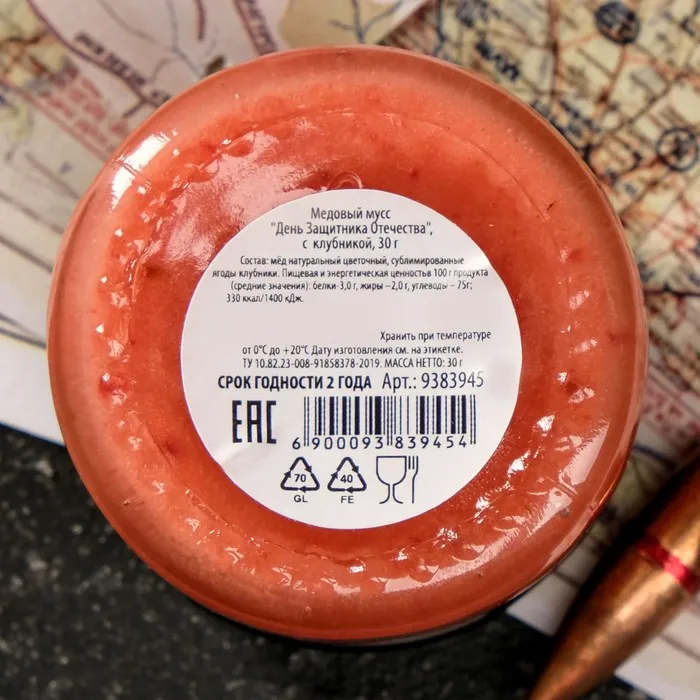 Медовый мусс
"День Защитника Отечества",
с клубникой, 30 г
Состав: мёд натуральный цветочный, сублимированные
ягоды клубники. Пищевая и энергетическая ценностьв 100 г продукта
(средние значения): белки-3,0 г, жиры –2,0 г, углеводы – 75г;
330 ккал/1400 кДж.
Хранить при температуре
от 0°С до +20°С Дату изготовления см. на этикетке.
ТУ 10.82.23-008-91858378-2019. МАССА НЕТТО: 30 г
СРОК ГОДНОСТИ 2 ГОДА Арт.: 9383945
EAC
6 900093 839454
70
GL
40
FE